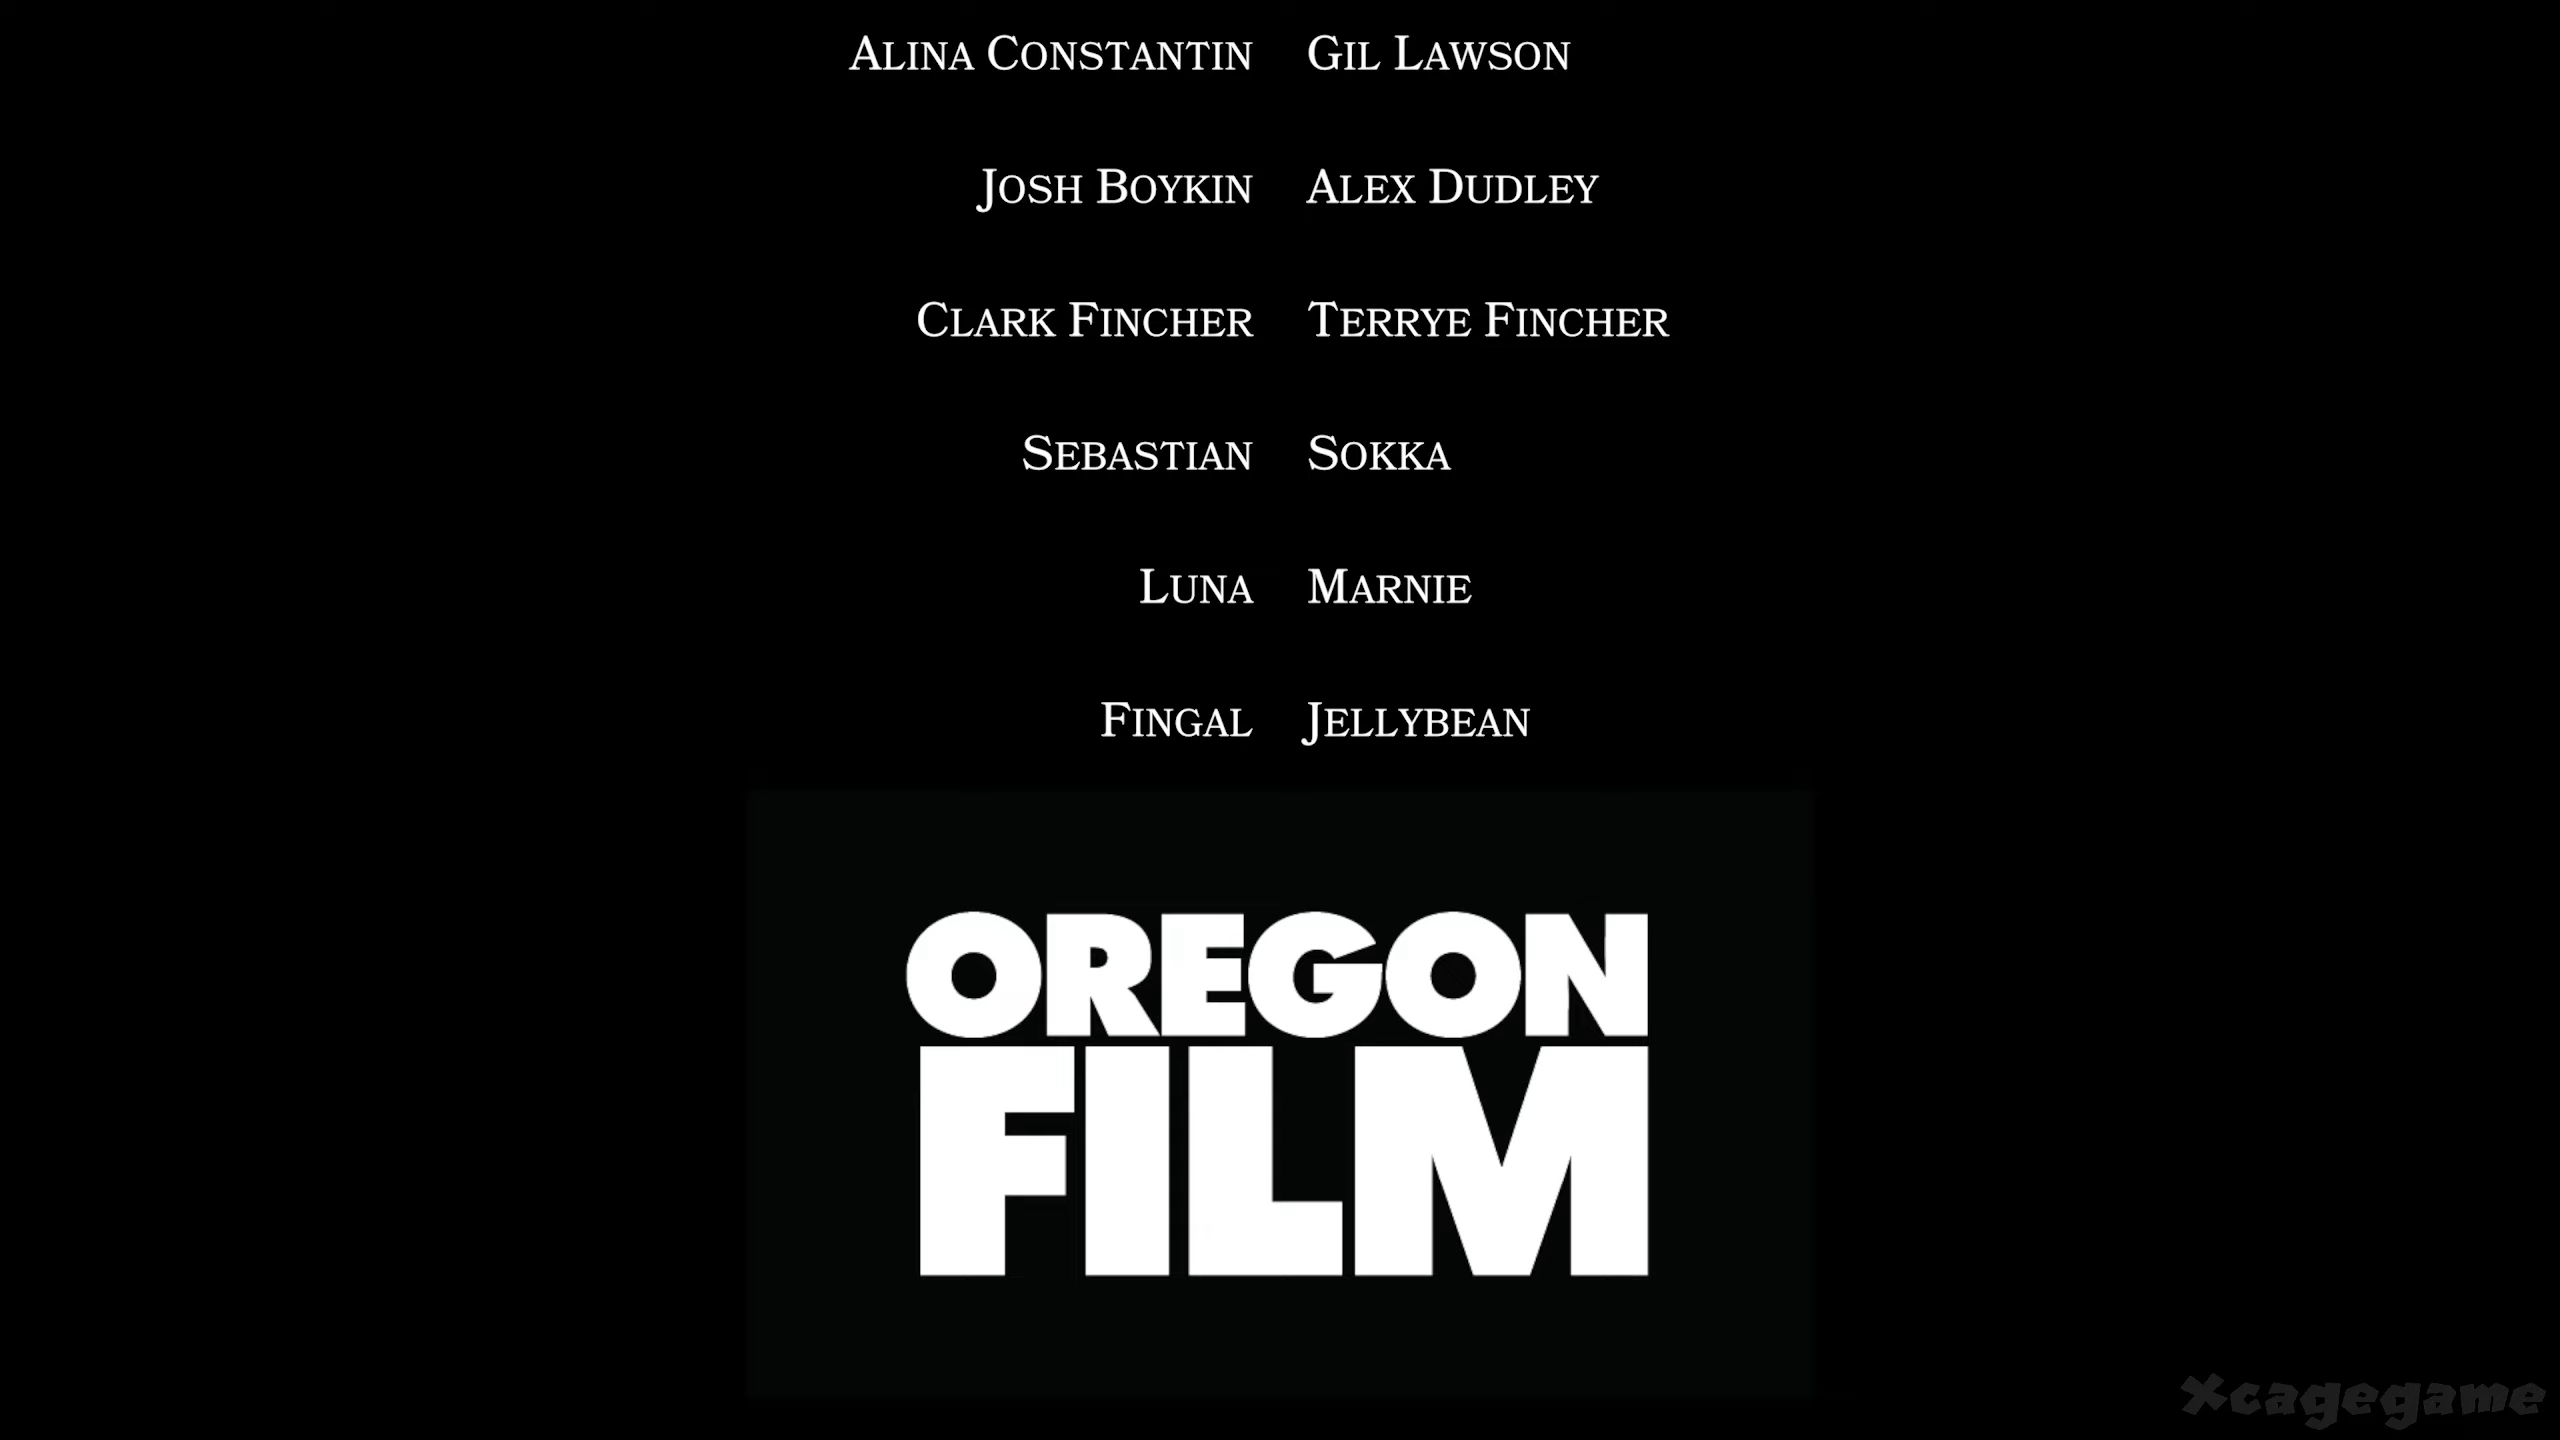 Alina Constantin Gil Lawson
Josh Boykin Alex Dudley
Clark Fincher Terrye Fincher
Sebastian Sokka
Luna Marnie
Fingal Jellybean
OREGON
FILM
Xcagegame